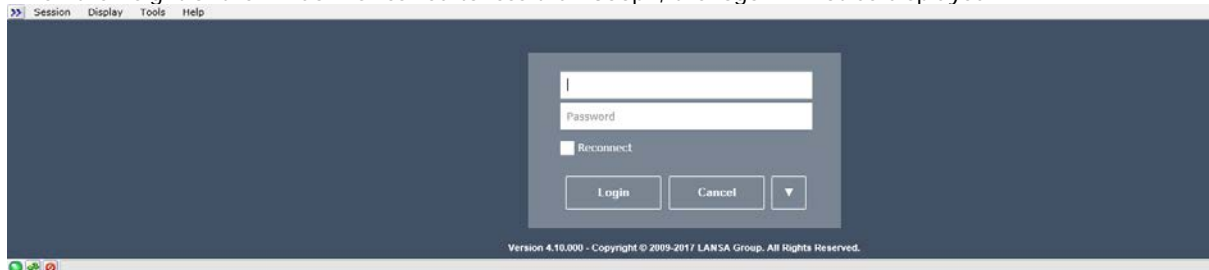 Session Display Tools Help
Password
Reconnect
Login Cancel
Version 4.10.000 - Copyright © 2009-2017 LANSA Group. All Rights Reserved.